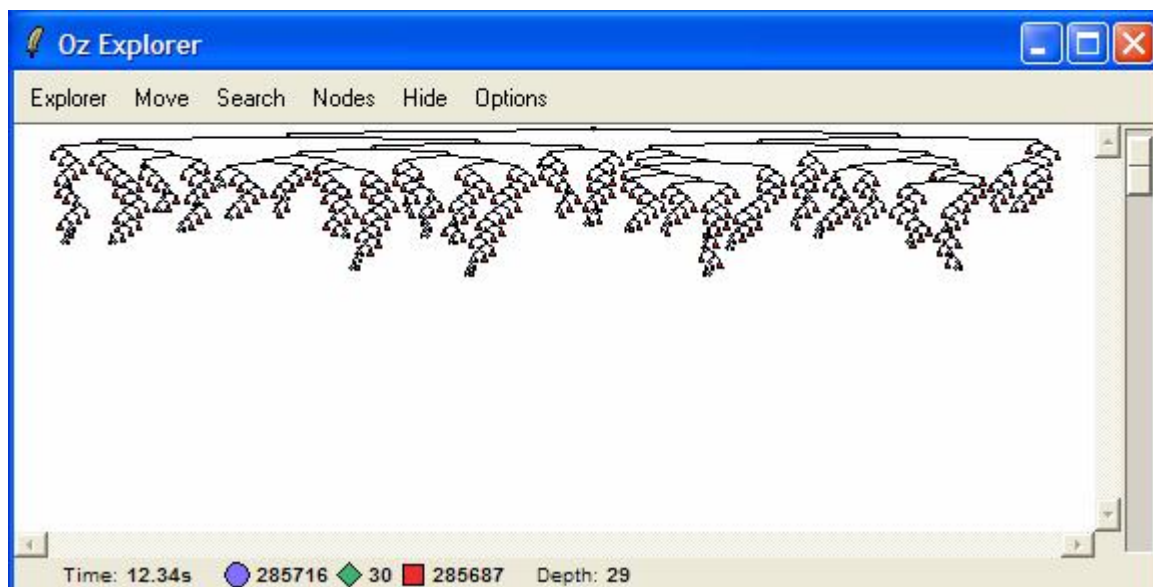 Oz Explorer
Explorer Move Search Nodes Hide Options
Time: 12.34s 285716 30 285687 Depth: 29